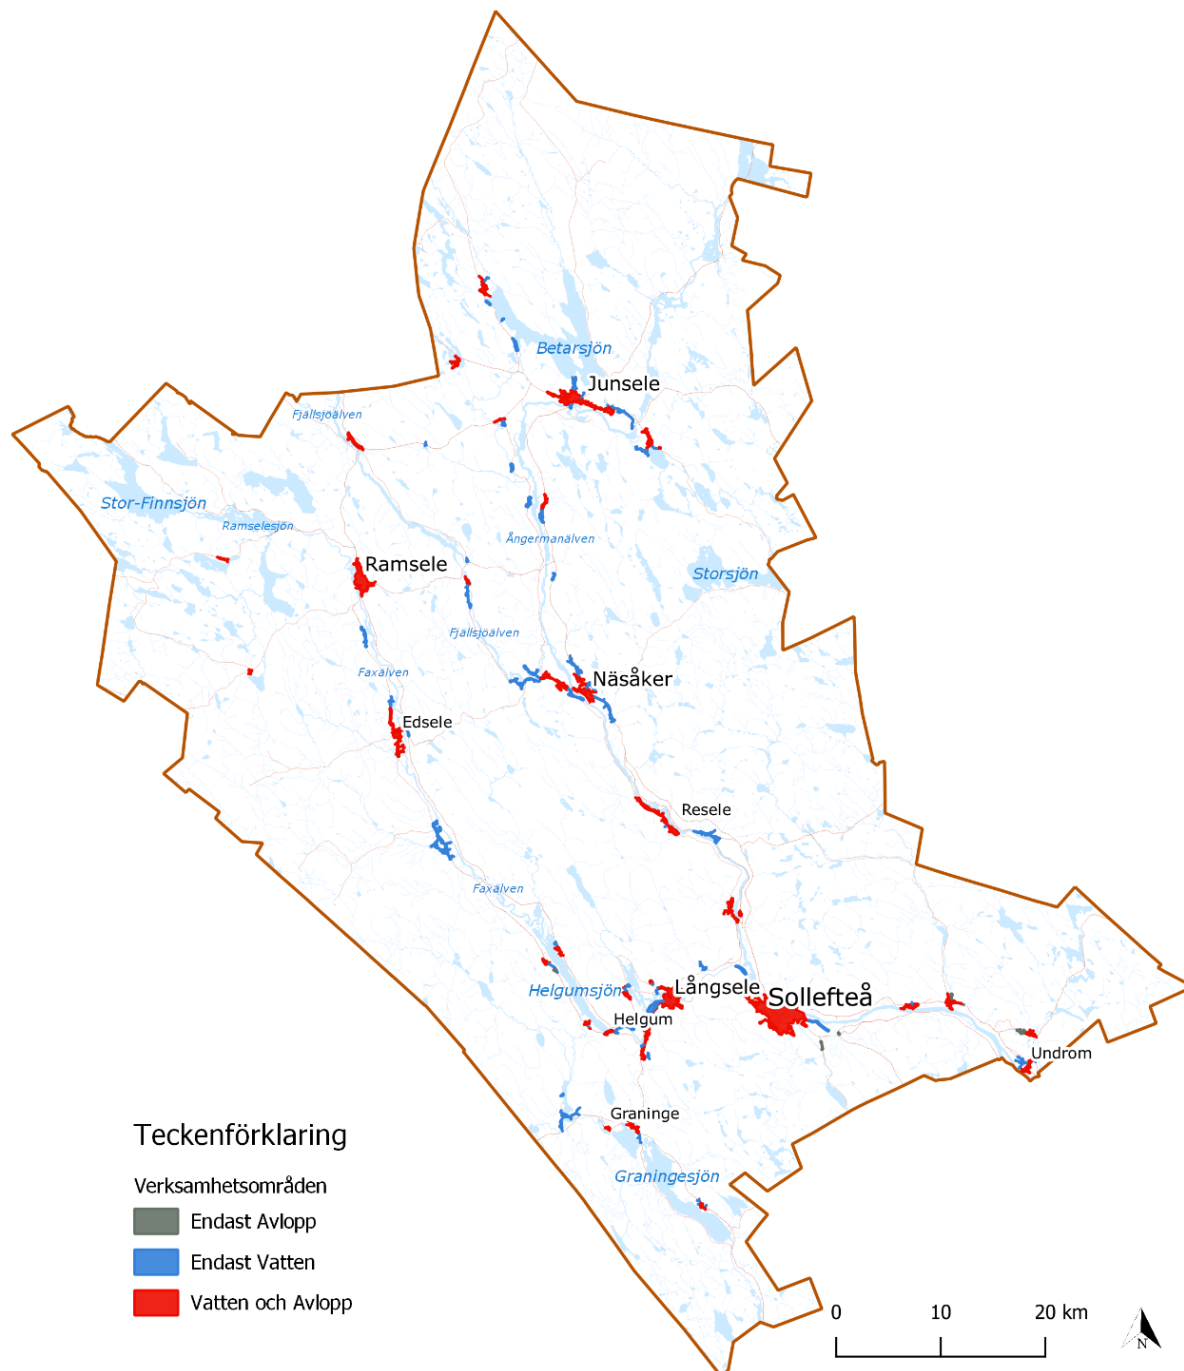 Betarsjön
Junsele
Fjällsjöälven
Stor-Finnsjön
Ramselesjön
Ångermanälven
Ramsele
Storsjön
Fjällsjöälven
Faxälven
Näsåker
Edsele
Resele
Faxälven
Helgumsjön
Långsele
Sollefteå
Helgum
Undrom
Graninge
Graningesjön
Teckenförklaring
Verksamhetsområden
Endast Avlopp
Endast Vatten
Vatten och Avlopp
0 10 20 km
N